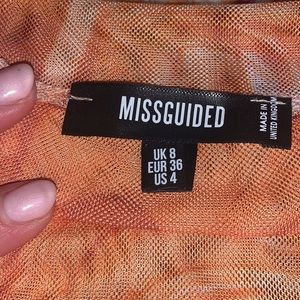 MISSGUIDED
MADE IN
UNITED KINGDOM
UK 8
EUR 36
US 4